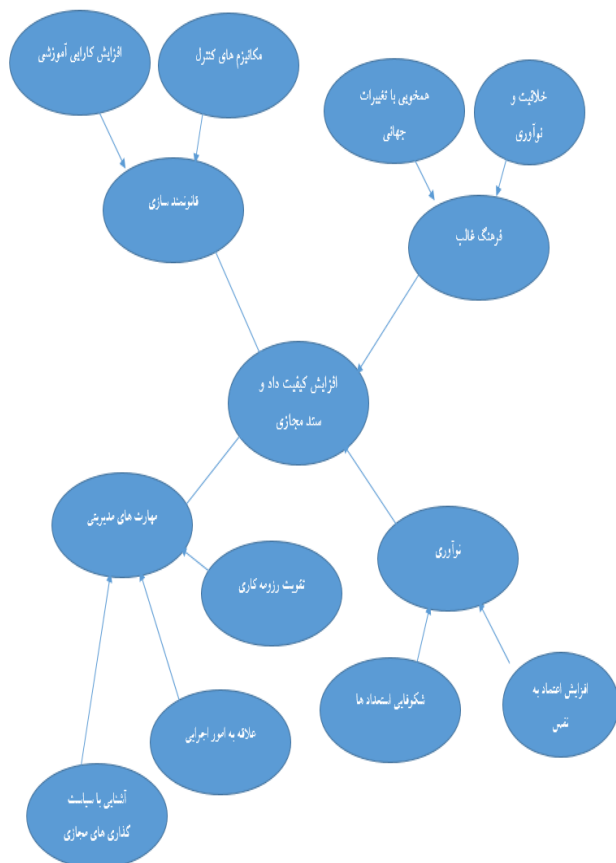 افزایش کارایی آموزشی
مکانیزم های کنترل
همخویی با تغییرات
جهانی
خلاقیت و
نوآوری
قانونمند سازی
فرهنگ غالب
افزایش کیفیت داد و
ستد مجازی
مهارت های مدیریتی
نوآوری
تقویت رزومه کاری
شکوفایی استعداد ها
افزایش اعتماد به
نفس
علاقه به امور اجرایی
آشنایی با سیاست
گذاری های مجازی